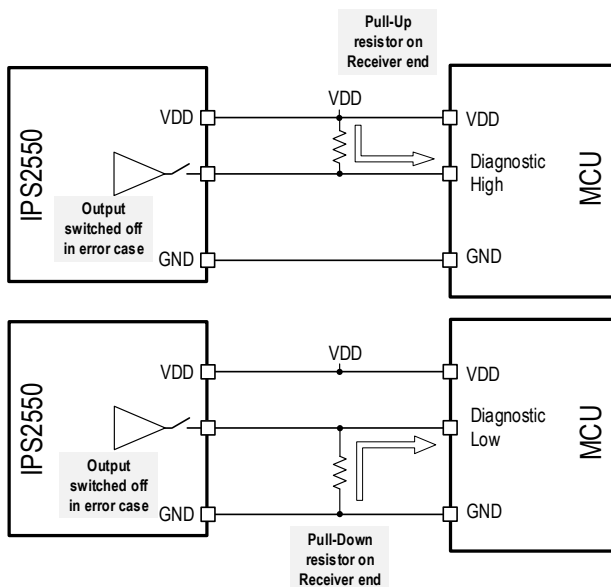 Pull-Up
resistor on
Receiver end
VDD
VDD
VDD
IPS2550
Diagnostic
High
MCU
Output
switched off
in error case
GND
GND
VDD
VDD
VDD
IPS2550
Diagnostic
Low
MCU
Output
switched off
in error case
GND
GND
Pull-Down
resistor on
Receiver end